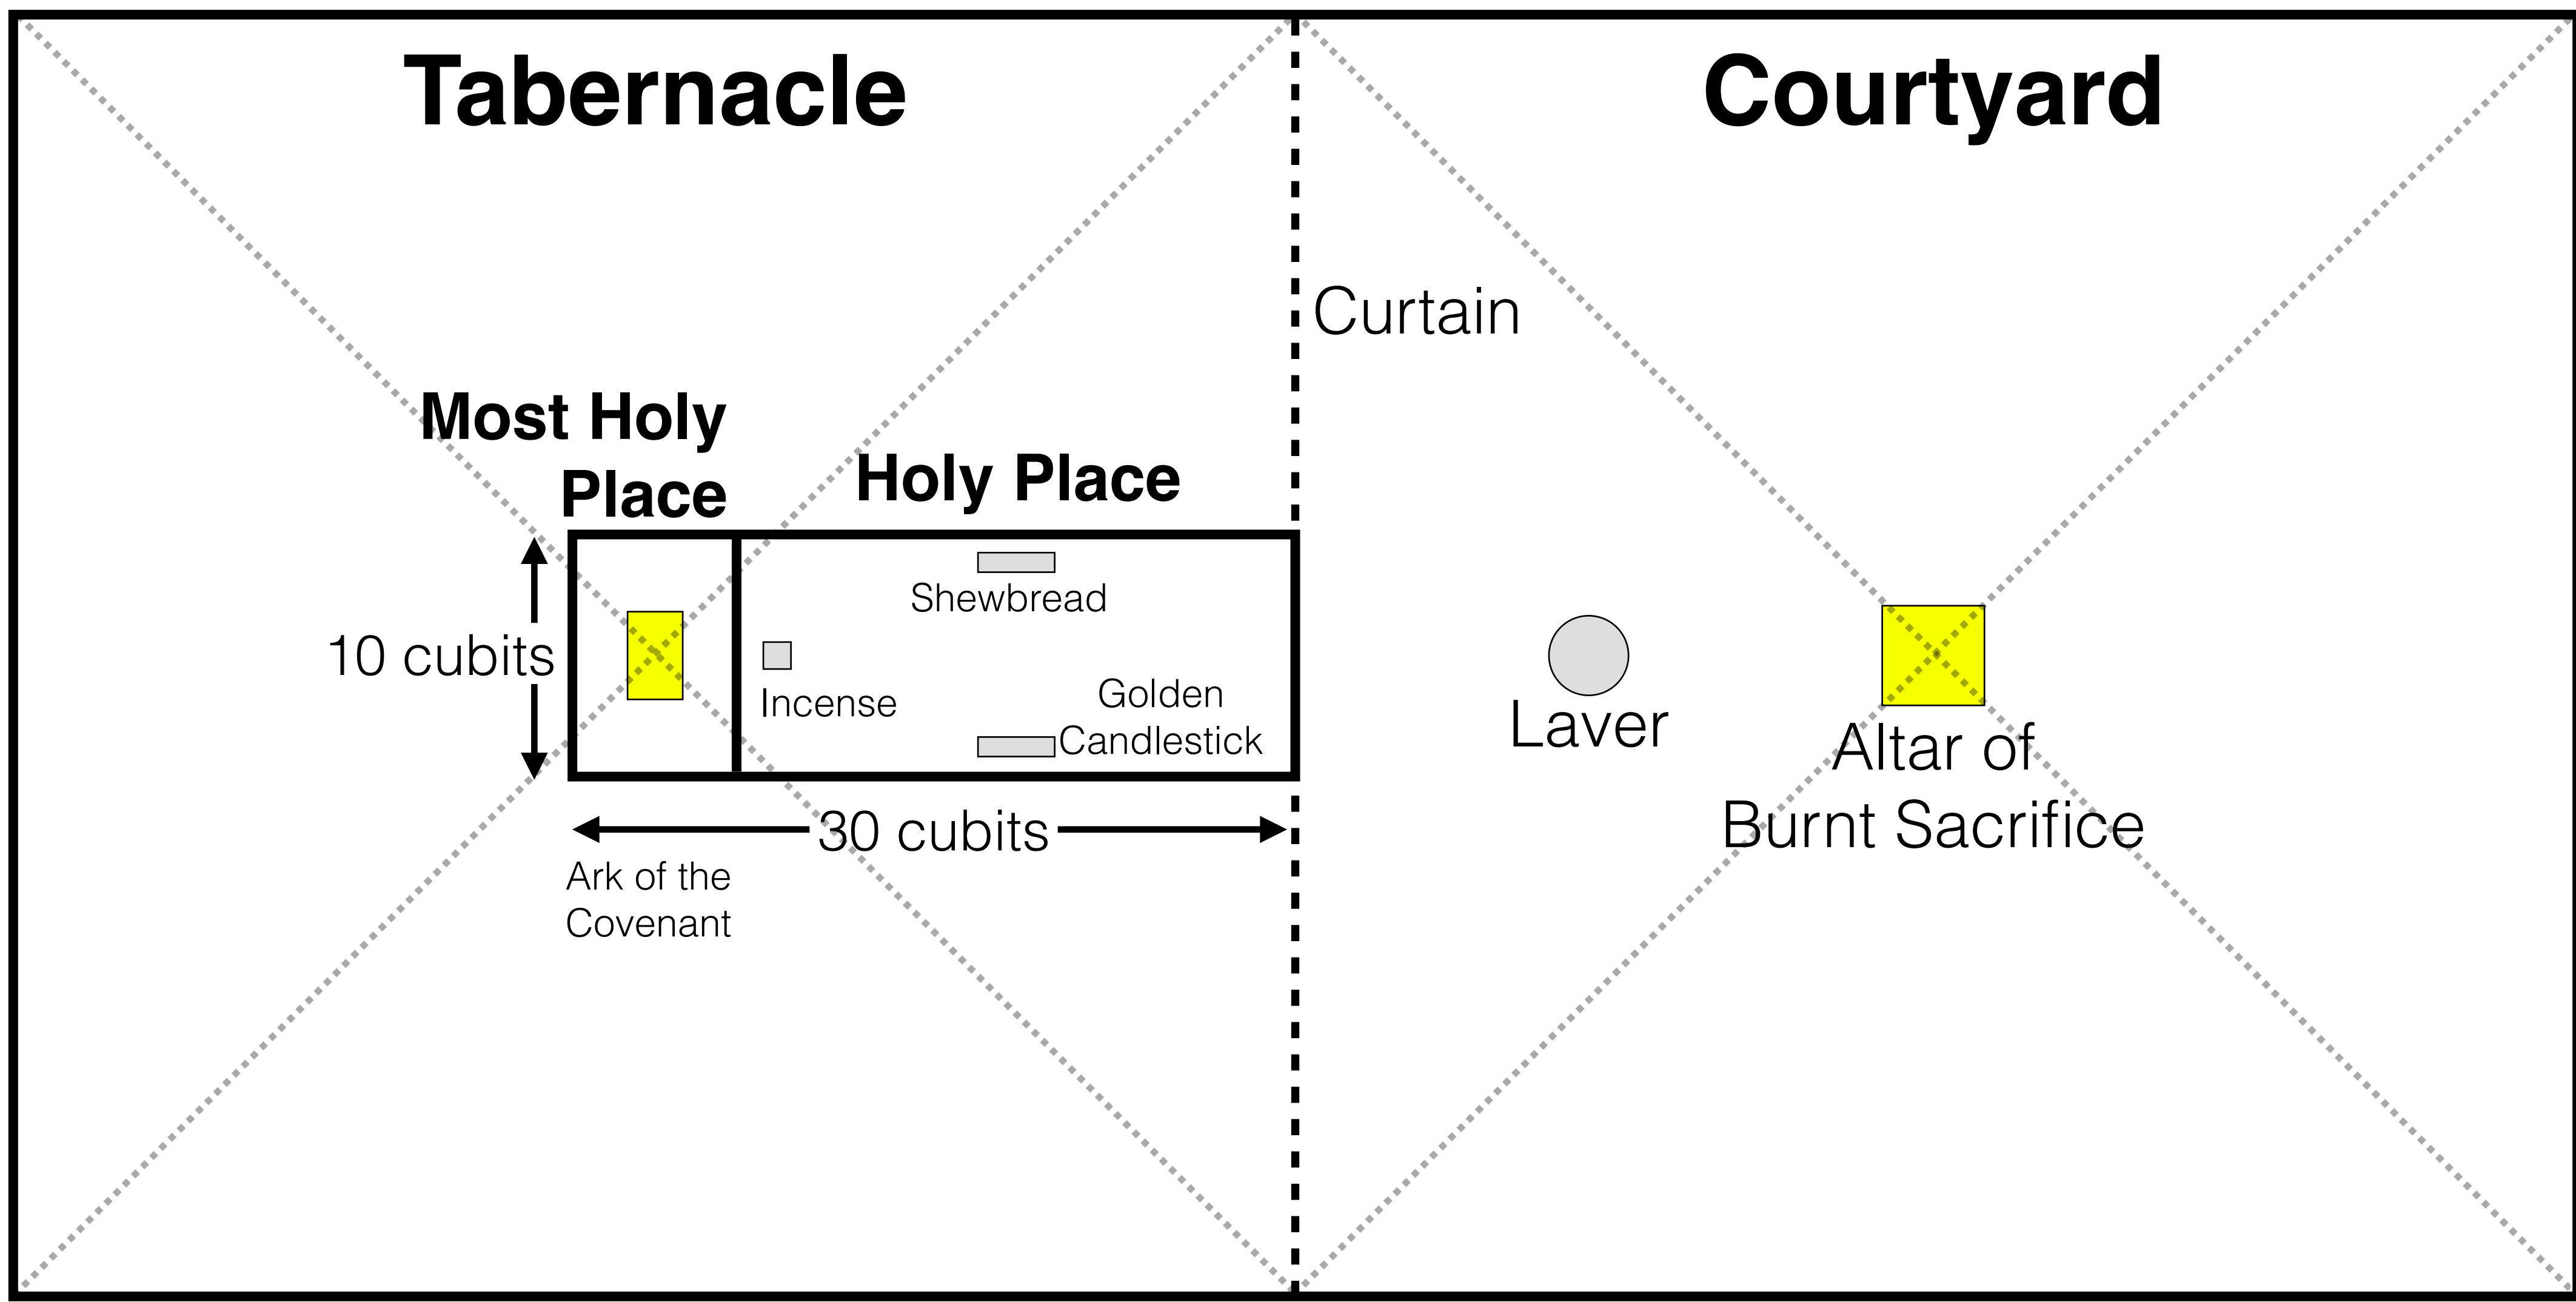 Tabernacle
Courtyard
Curtain
Most Holy
Place
Holy Place
Shewbread
10 cubits
Incense
Golden
Candlestick
Laver
Altar of
Burnt Sacrifice
30 cubits
Ark of the
Covenant